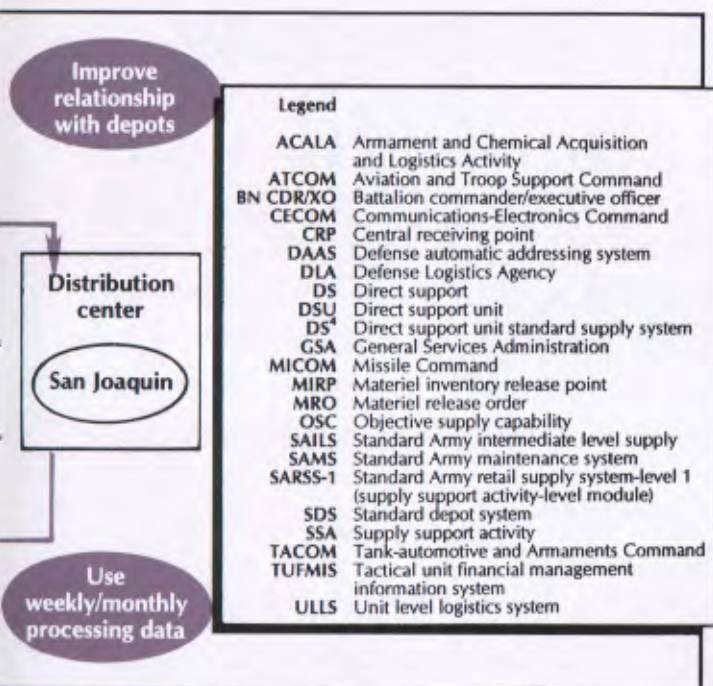 Improve
relationship
with depots
Distribution
center
San Joaquin
Use
weekly/monthly
processing data
Legend
ACALA Armament and Chemical Acquisition
and Logistics Activity
ATCOM Aviation and Troop Support Command
BN CDR/XO Battalion commander/executive officer
CECOM Communications-Electronics Command
CRP Central receiving point
DAAS Defense automatic addressing system
DLA Defense Logistics Agency
DS Direct support
DSU Direct support unit
DS⁴ Direct support unit standard supply system
GSA General Services Administration
MICOM Missile Command
MIRP Materiel inventory release point
MRO Materiel release order
OSC Objective supply capability
SAILS Standard Army intermediate level supply
SAMS Standard Army maintenance system
SARSS-1 Standard Army retail supply system-level 1
(supply support activity-level module)
SDS Standard depot system
SSA Supply support activity
TACOM Tank-automotive and Armaments Command
TUFMIS Tactical unit financial management
information system
ULLS Unit level logistics system